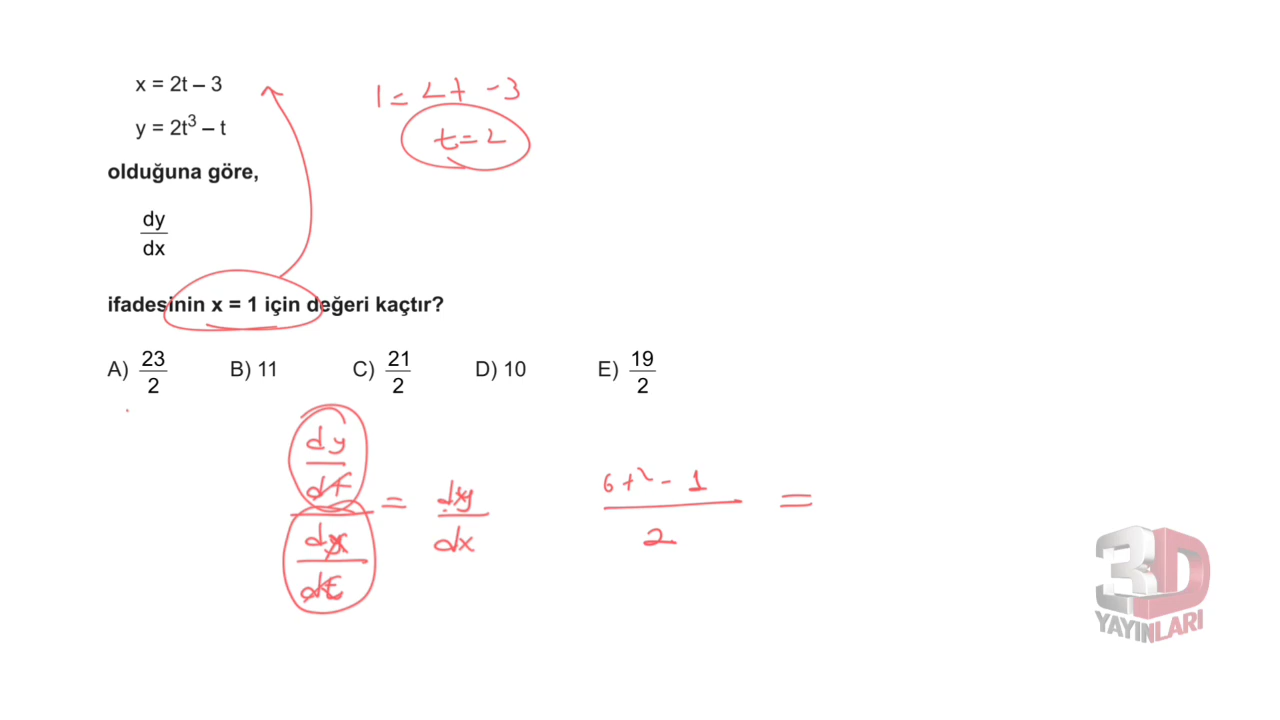 x = 2t – 3
y = 2t³ – t
olduğuna göre,
dy
dx
ifadesinin x = 1 için değeri kaçtır?
A) 23/2 B) 11 C) 21/2 D) 10 E) 19/2
1 = 2t - 3
t = 2
dy
dt
dx
dt
=
dy
dx
6t² - 1
2
=
3D
YAYINLARI